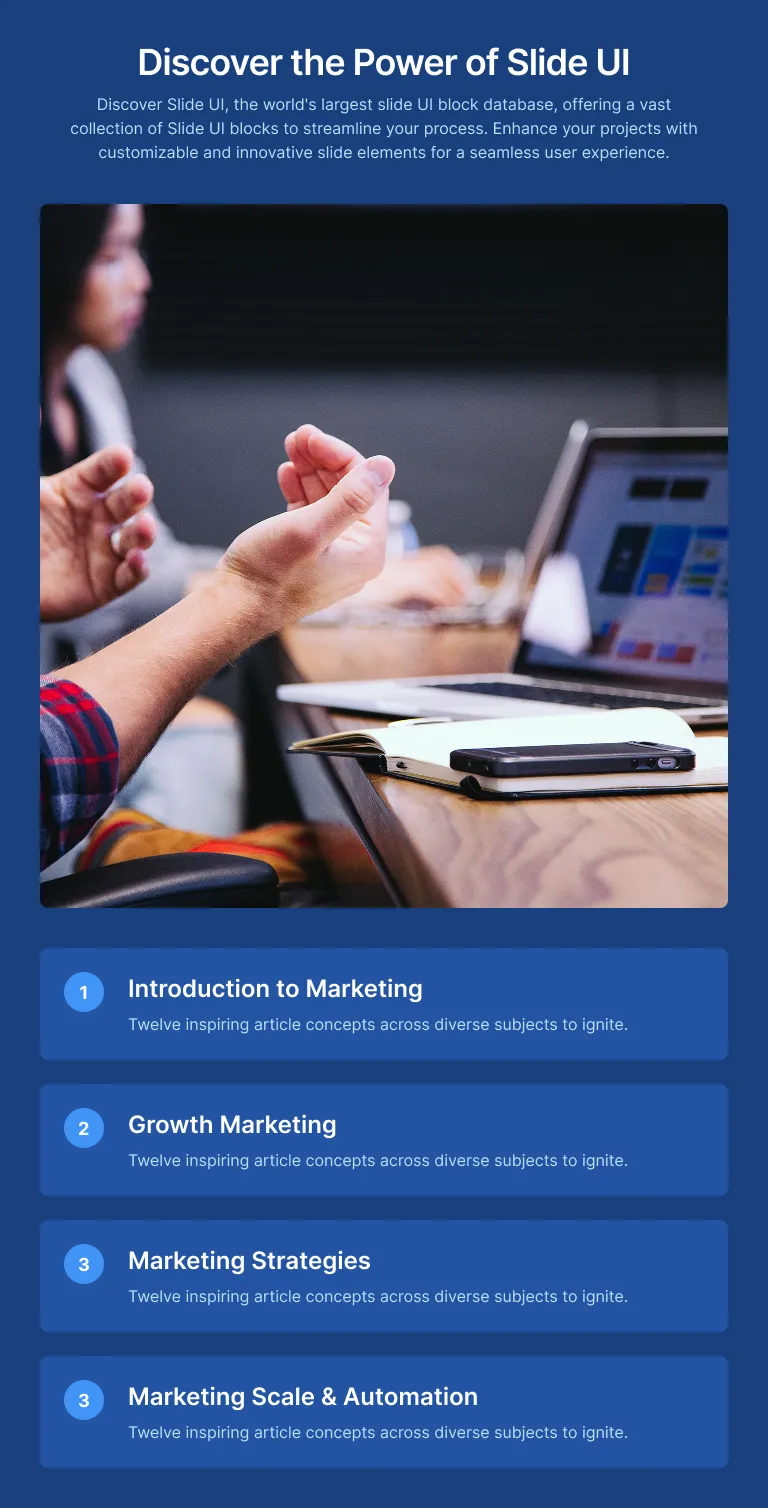 Discover the Power of Slide UI
Discover Slide UI, the world's largest slide UI block database, offering a vast
collection of Slide UI blocks to streamline your process. Enhance your projects with
customizable and innovative slide elements for a seamless user experience.
1
Introduction to Marketing
Twelve inspiring article concepts across diverse subjects to ignite.
2
Growth Marketing
Twelve inspiring article concepts across diverse subjects to ignite.
3
Marketing Strategies
Twelve inspiring article concepts across diverse subjects to ignite.
3
Marketing Scale & Automation
Twelve inspiring article concepts across diverse subjects to ignite.